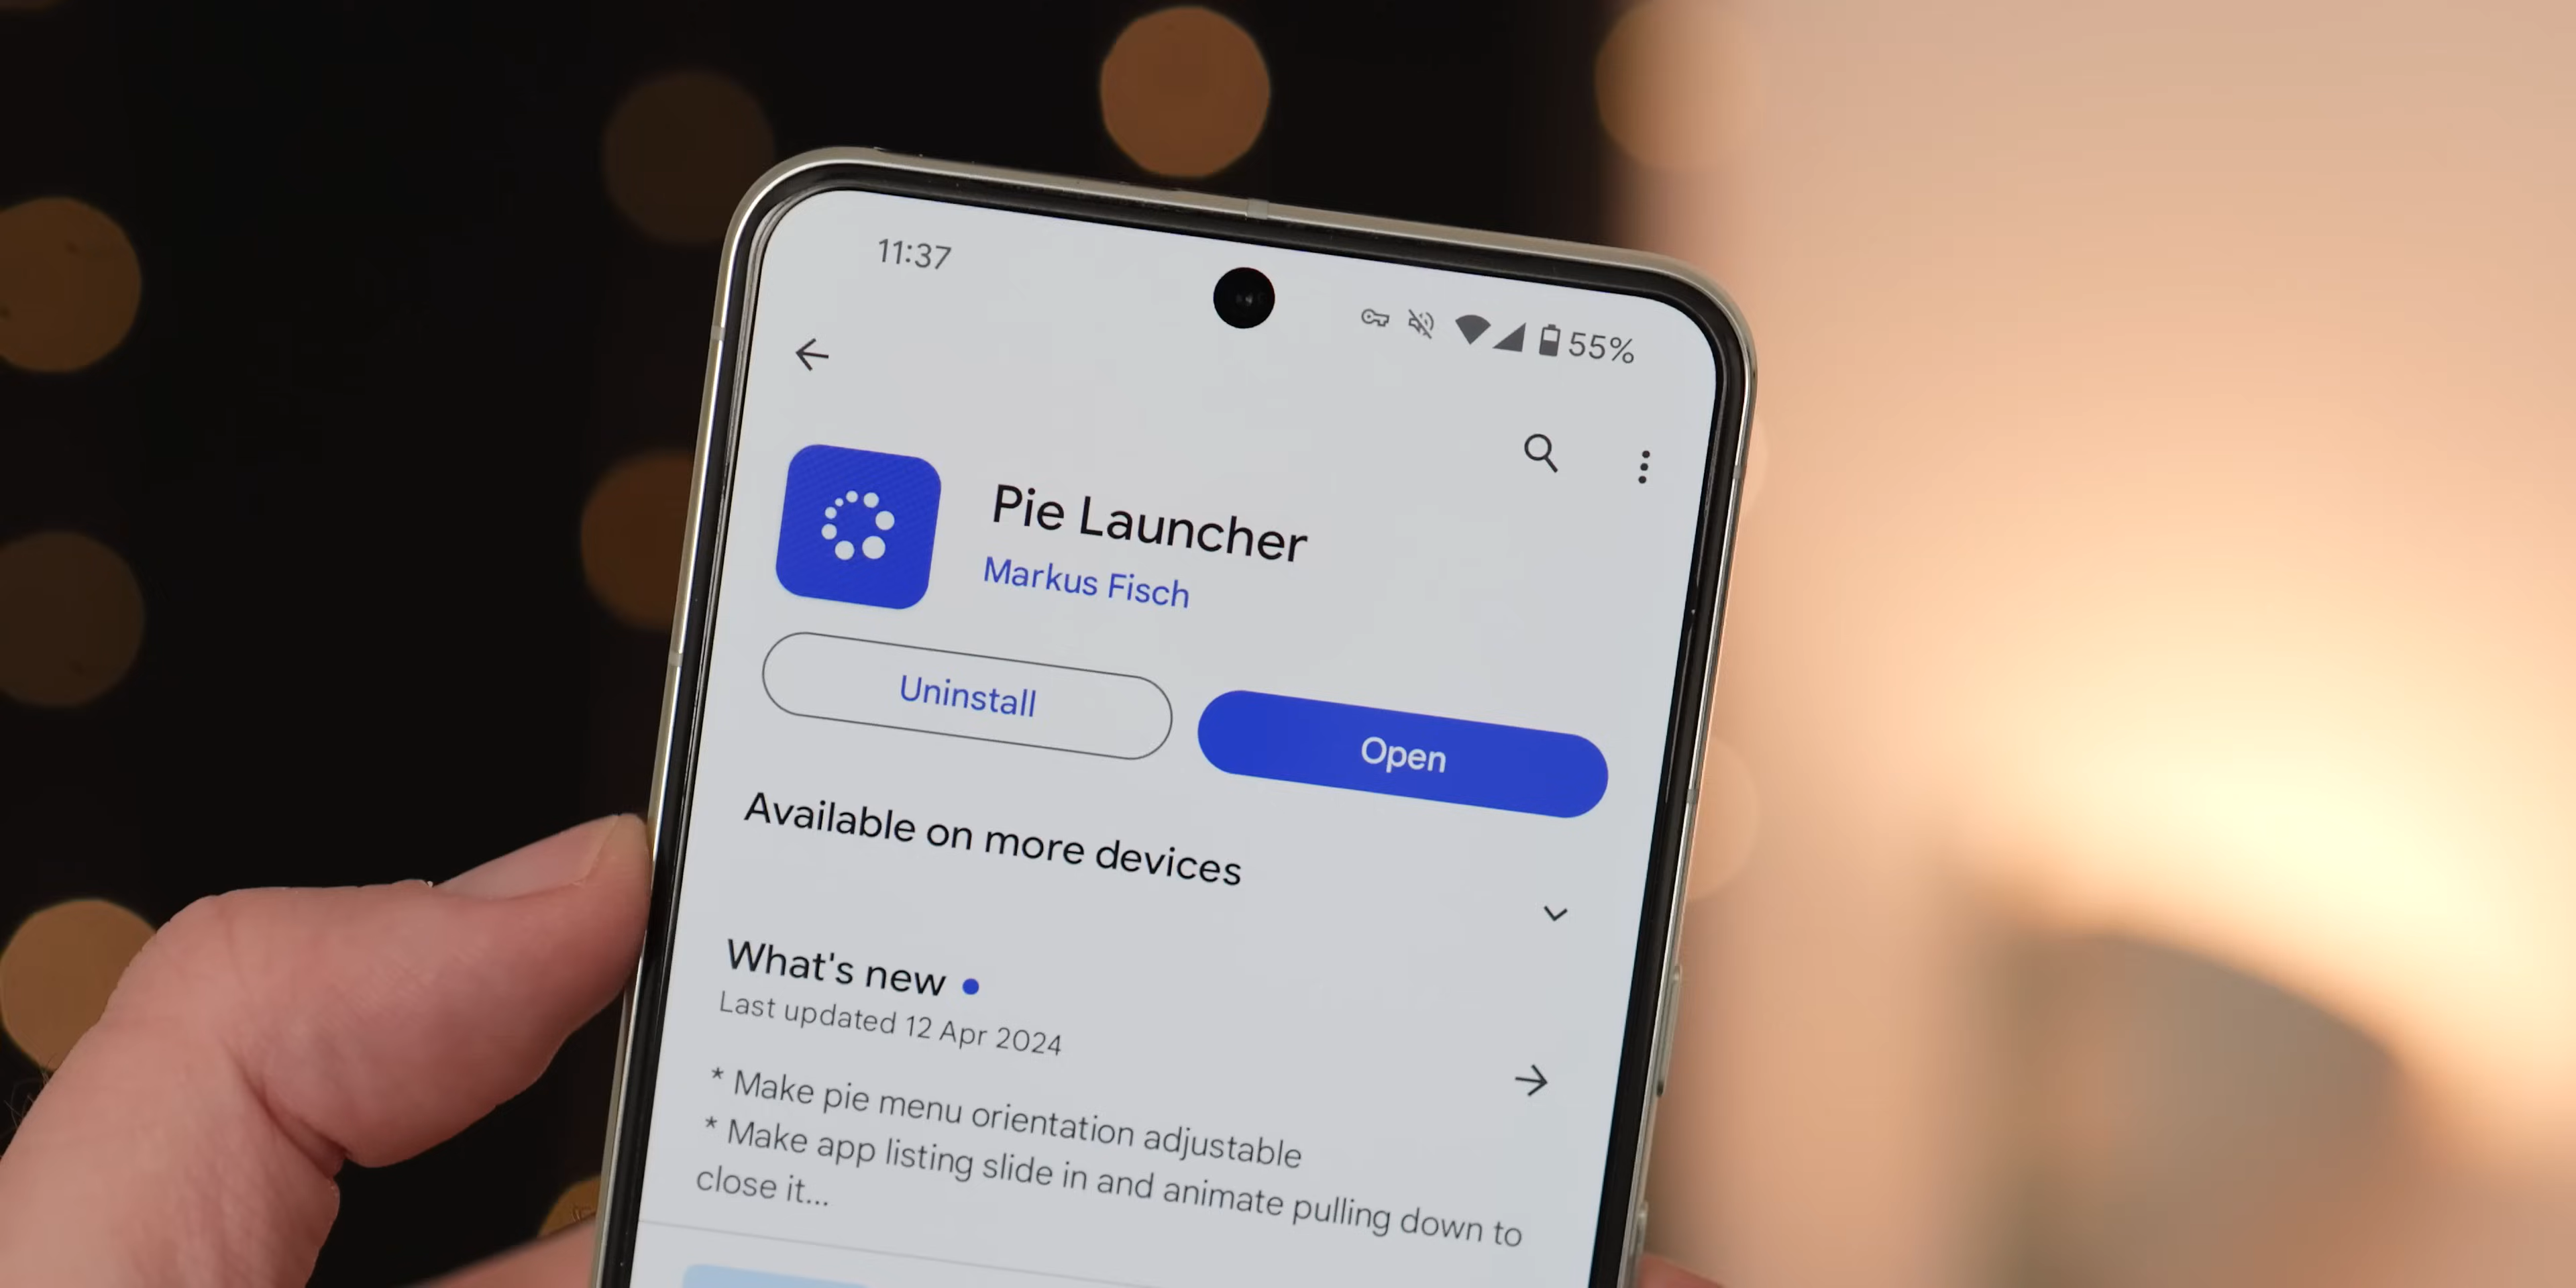 11:37
55%
Pie Launcher
Markus Fisch
Uninstall
Open
Available on more devices
What's new
Last updated 12 Apr 2024
* Make pie menu orientation adjustable
* Make app listing slide in and animate pulling down to
close it...